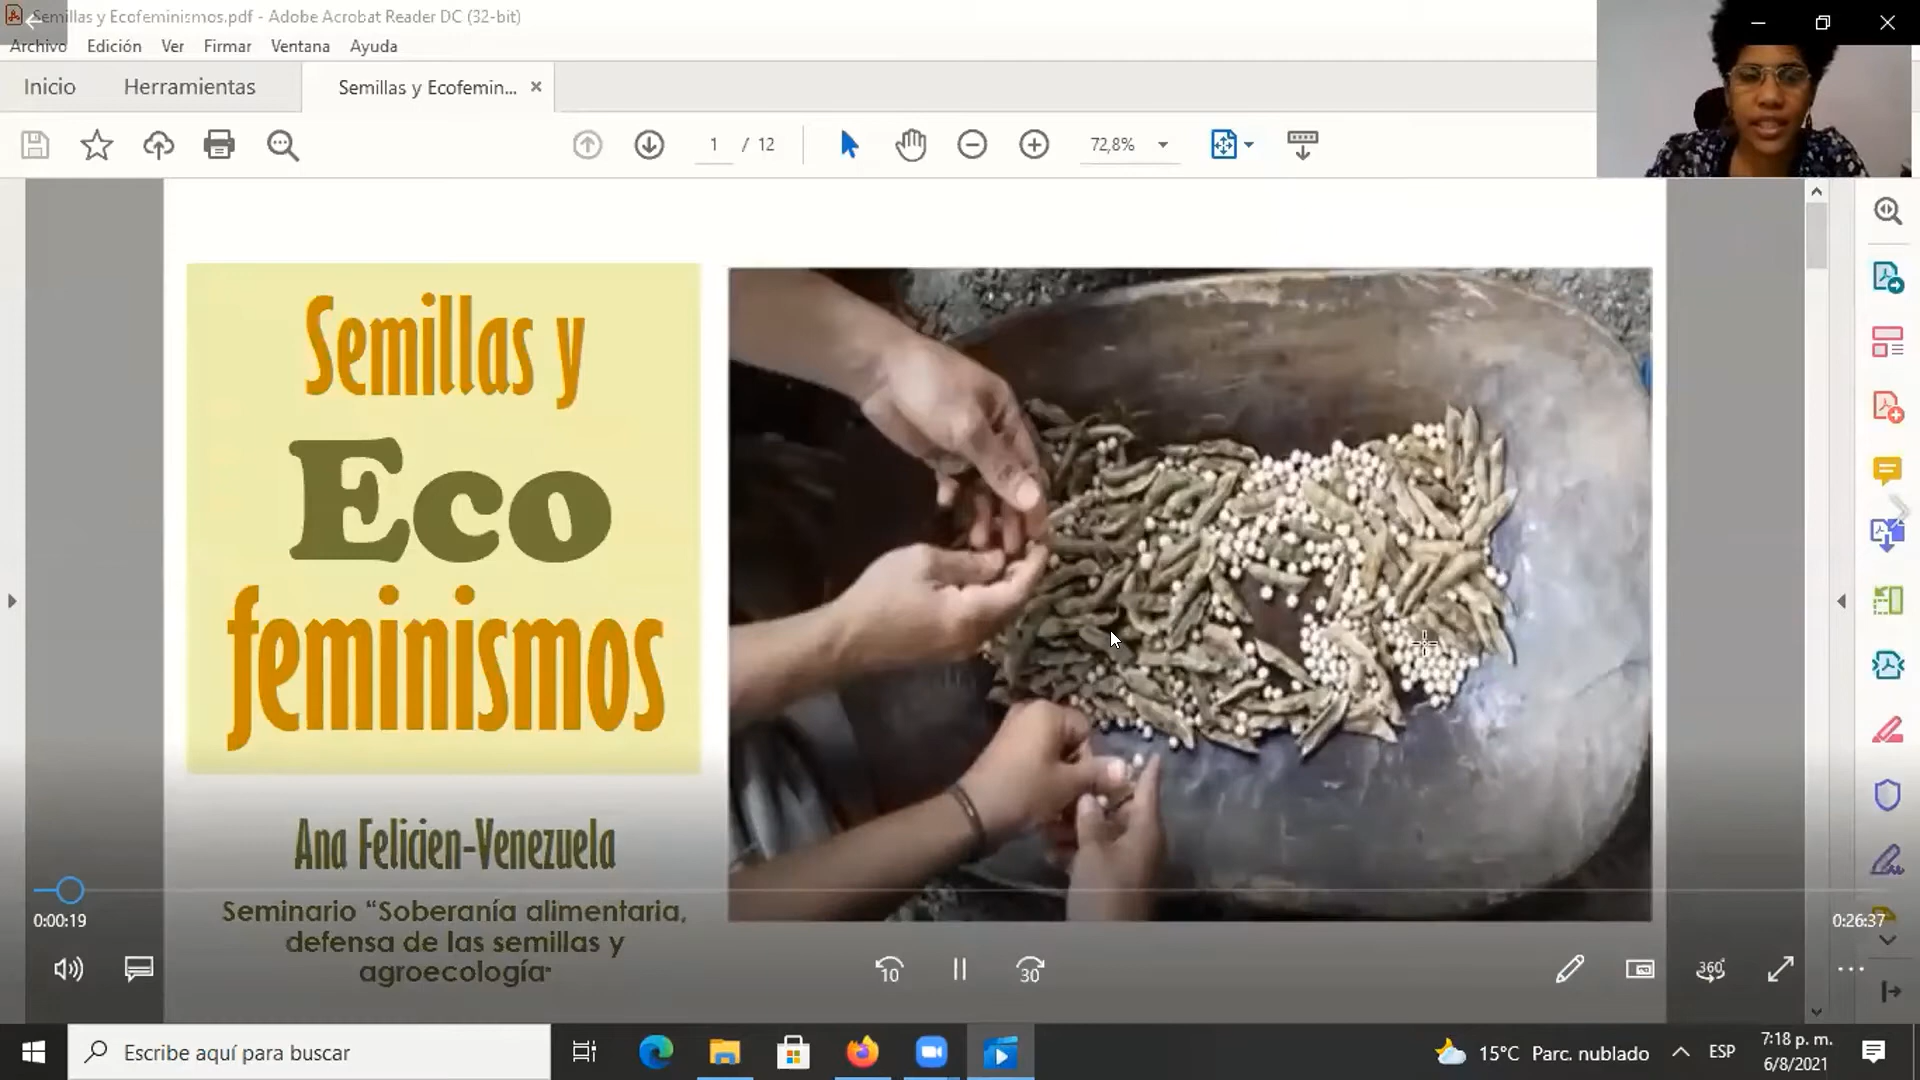 Semillas y Ecofeminismos.pdf - Adobe Acrobat Reader DC (32-bit)
Archivo Edición Ver Firmar Ventana Ayuda
Inicio Herramientas Semillas y Ecofemin... ×
1 / 12 72,8%
Semillas y
Eco
feminismos
Ana Felicien-Venezuela
Seminario “Soberanía alimentaria,
defensa de las semillas y
agroecología"
0:00:19 0:26:37
10 30 360°
Escribe aquí para buscar
15°C Parc. nublado ESP
7:18 p. m.
6/8/2021